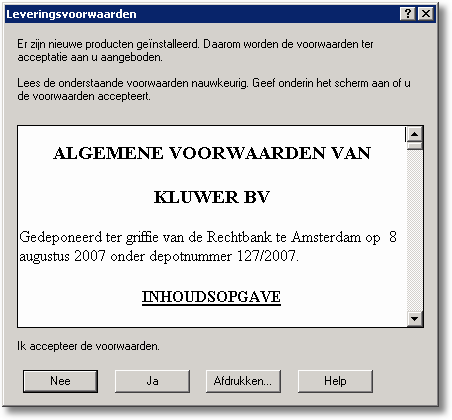 Leveringsvoorwaarden
Er zijn nieuwe producten geïnstalleerd. Daarom worden de voorwaarden ter
acceptatie aan u aangeboden.
Lees de onderstaande voorwaarden nauwkeurig. Geef onderin het scherm aan of u
de voorwaarden accepteert.
ALGEMENE VOORWAARDEN VAN
KLUWER BV
Gedeponeerd ter griffie van de Rechtbank te Amsterdam op 8
augustus 2007 onder depotnummer 127/2007.
INHOUDSOPGAVE
Ik accepteer de voorwaarden.
Nee Ja Afdrukken... Help